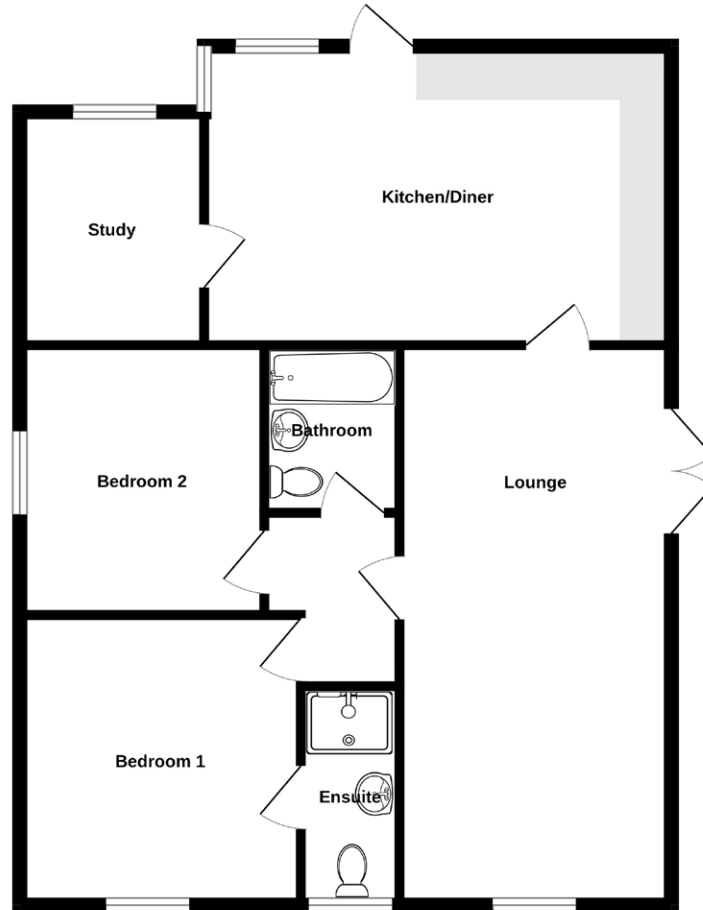 Kitchen/Diner
Study
Bathroom
Bedroom 2
Lounge
Bedroom 1
Ensuite